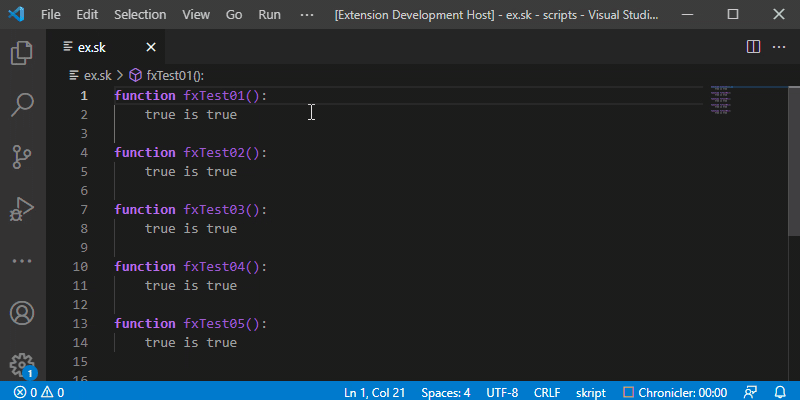 File Edit Selection View Go Run ··· [Extension Development Host] - ex.sk - scripts - Visual Studi...
ex.sk
ex.sk > fxTest01():
1 function fxTest01():
2 true is true
3
4 function fxTest02():
5 true is true
6
7 function fxTest03():
8 true is true
9
10 function fxTest04():
11 true is true
12
13 function fxTest05():
14 true is true
15
16
1
0 0 Ln 1, Col 21 Spaces: 4 UTF-8 CRLF skript Chronicler: 00:00